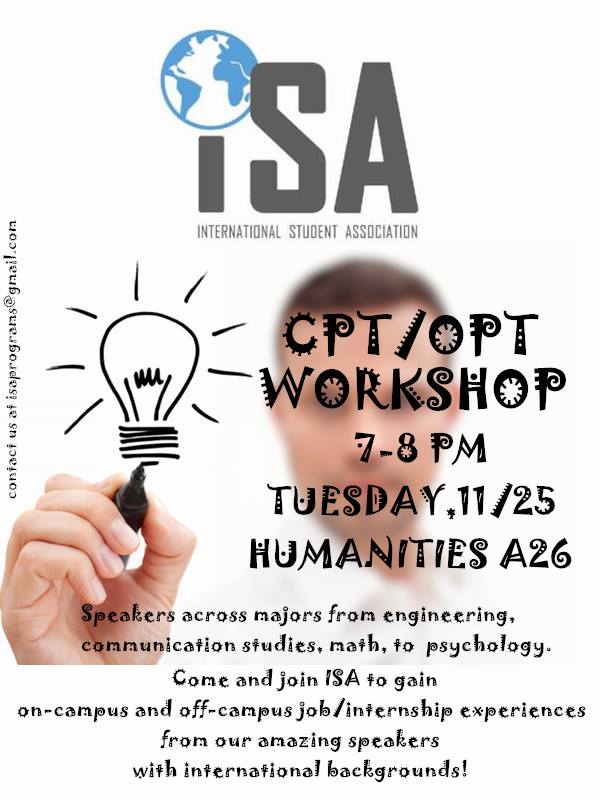 iSA
INTERNATIONAL STUDENT ASSOCIATION
contact us at isaprograms@gmail.com
CPT/OPT
WORKSHOP
7-8 PM
TUESDAY,11/25
HUMANITIES A26
Speakers across majors from engineering,
communication studies, math, to psychology.
Come and join ISA to gain
on-campus and off-campus job/internship experiences
from our amazing speakers
with international backgrounds!